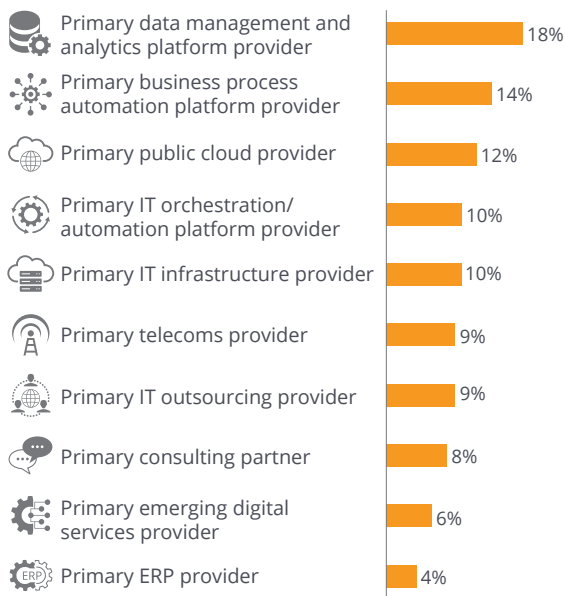 Primary data management and
analytics platform provider
18%
Primary business process
automation platform provider
14%
Primary public cloud provider
12%
Primary IT orchestration/
automation platform provider
10%
Primary IT infrastructure provider
10%
Primary telecoms provider
9%
Primary IT outsourcing provider
9%
Primary consulting partner
8%
Primary emerging digital
services provider
6%
ERP
Primary ERP provider
4%